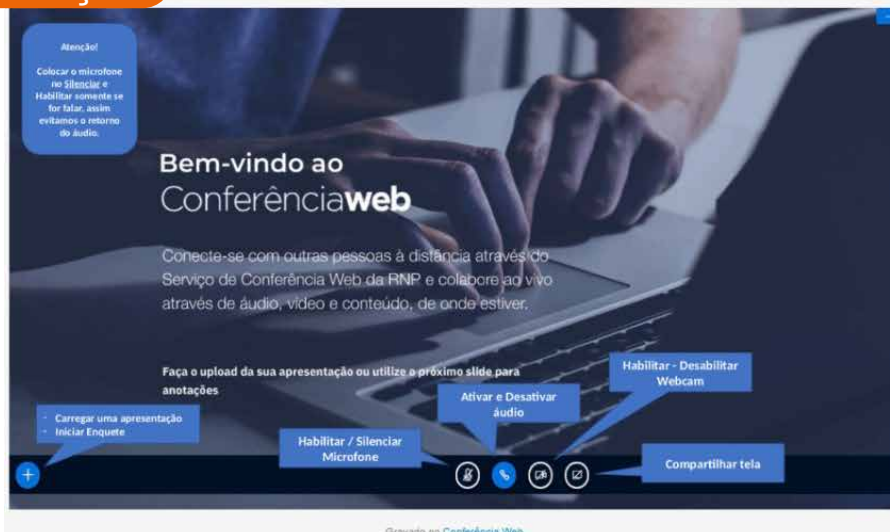 Atenção!
Colocar o microfone
no Silenciar e
Habilitar somente se
for falar, assim
evitamos o retorno
do áudio.
Bem-vindo ao
Conferênciaweb
Conecte-se com outras pessoas à distância através do
Serviço de Conferência Web da RNP e colabore ao vivo
através de áudio, vídeo e conteúdo, de onde estiver.
Faça o upload da sua apresentação ou utilize o próximo slide para
anotações
- Carregar uma apresentação
- Iniciar Enquete
Habilitar / Silenciar
Microfone
Ativar e Desativar
áudio
Habilitar - Desabilitar
Webcam
Compartilhar tela
Gravado no Conferência Web